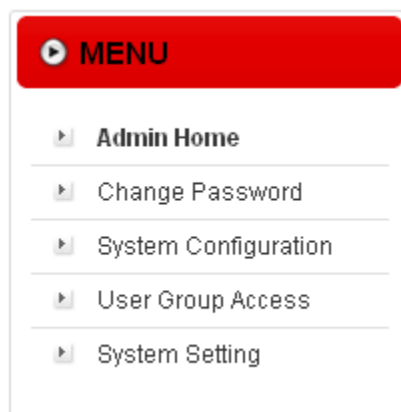 MENU
Admin Home
Change Password
System Configuration
User Group Access
System Setting